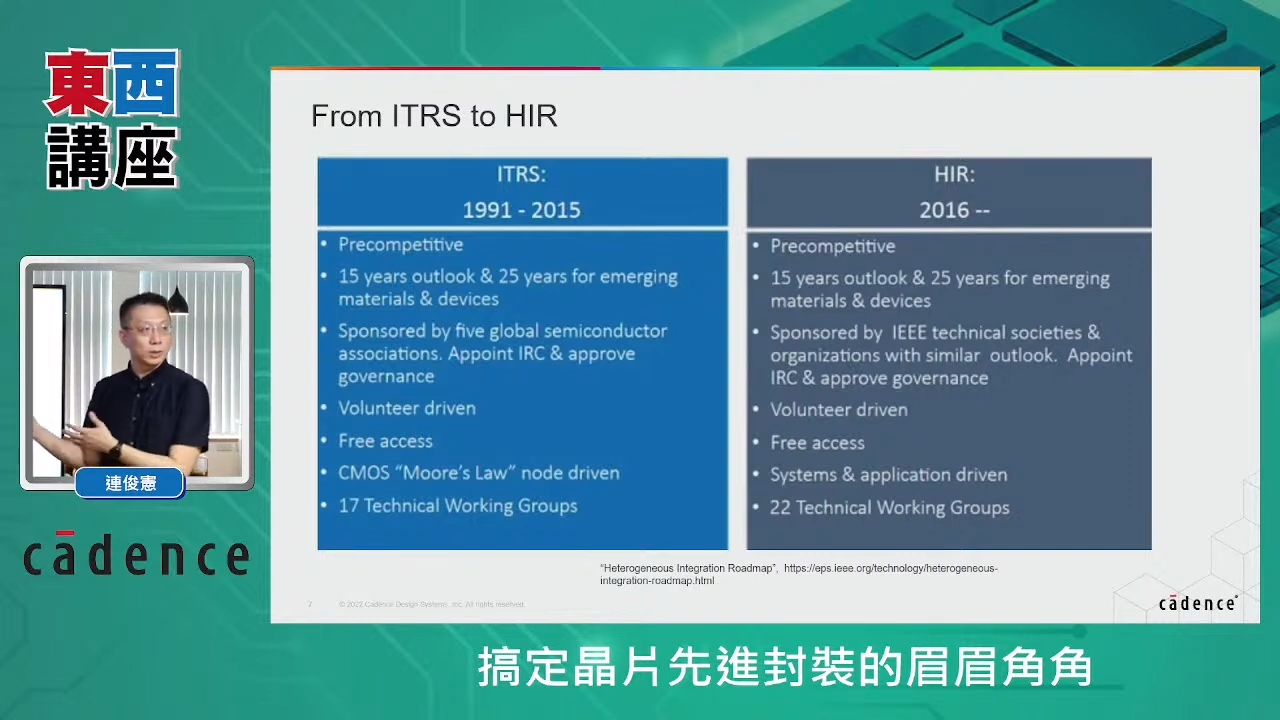 東西
講座
連俊憲
cādence
From ITRS to HIR
ITRS:
1991 - 2015
• Precompetitive
• 15 years outlook & 25 years for emerging
materials & devices
• Sponsored by five global semiconductor
associations. Appoint IRC & approve
governance
• Volunteer driven
• Free access
• CMOS “Moore’s Law” node driven
• 17 Technical Working Groups
HIR:
2016 --
• Precompetitive
• 15 years outlook & 25 years for emerging
materials & devices
• Sponsored by IEEE technical societies &
organizations with similar outlook. Appoint
IRC & approve governance
• Volunteer driven
• Free access
• Systems & application driven
• 22 Technical Working Groups
“Heterogeneous Integration Roadmap”, https://eps.ieee.org/technology/heterogeneous-
integration-roadmap.html
7 © 2022 Cadence Design Systems, Inc. All rights reserved.
cādence®
搞定晶片先進封裝的眉眉角角